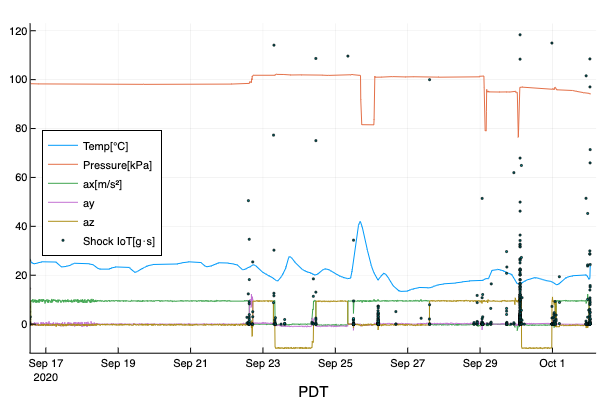 120
100
80
60
40
20
0
Temp[°C]
Pressure[kPa]
ax[m/s²]
ay
az
Shock IoT[g·s]
Sep 17 Sep 19 Sep 21 Sep 23 Sep 25 Sep 27 Sep 29 Oct 1
2020
PDT